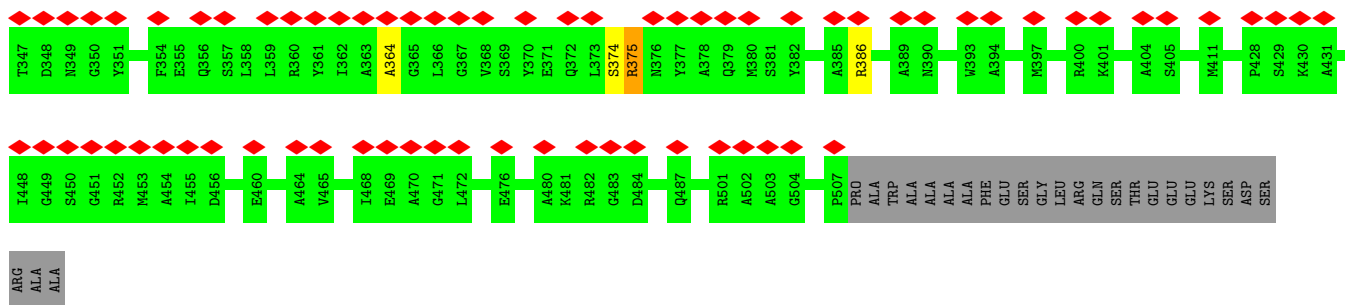 T347 D348 N349 G350 Y351 F354 E355 Q356 S357 L358 L359 R360 Y361 I362 A363 A364 G365 L366 G367 V368 S369 Y370 E371 Q372 L373 S374 R375 N376 Y377 A378 Q379 M380 S381 Y382 A385 R386 A389 N390 W393 A394 M397 R400 K401 A404 S405 M411 P428 S429 K430 A431
I448 G449 S450 G451 R452 M453 A454 I455 D456 E460 A464 V465 I468 E469 A470 G471 L472 E476 A480 K481 R482 G483 D484 Q487 R501 A502 A503 G504 P507 PRO ALA TRP ALA ALA ALA ALA PHE GLU SER GLY LEU ARG GLN SER THR GLU GLU GLU LYS SER ASP SER
ARG ALA ALA